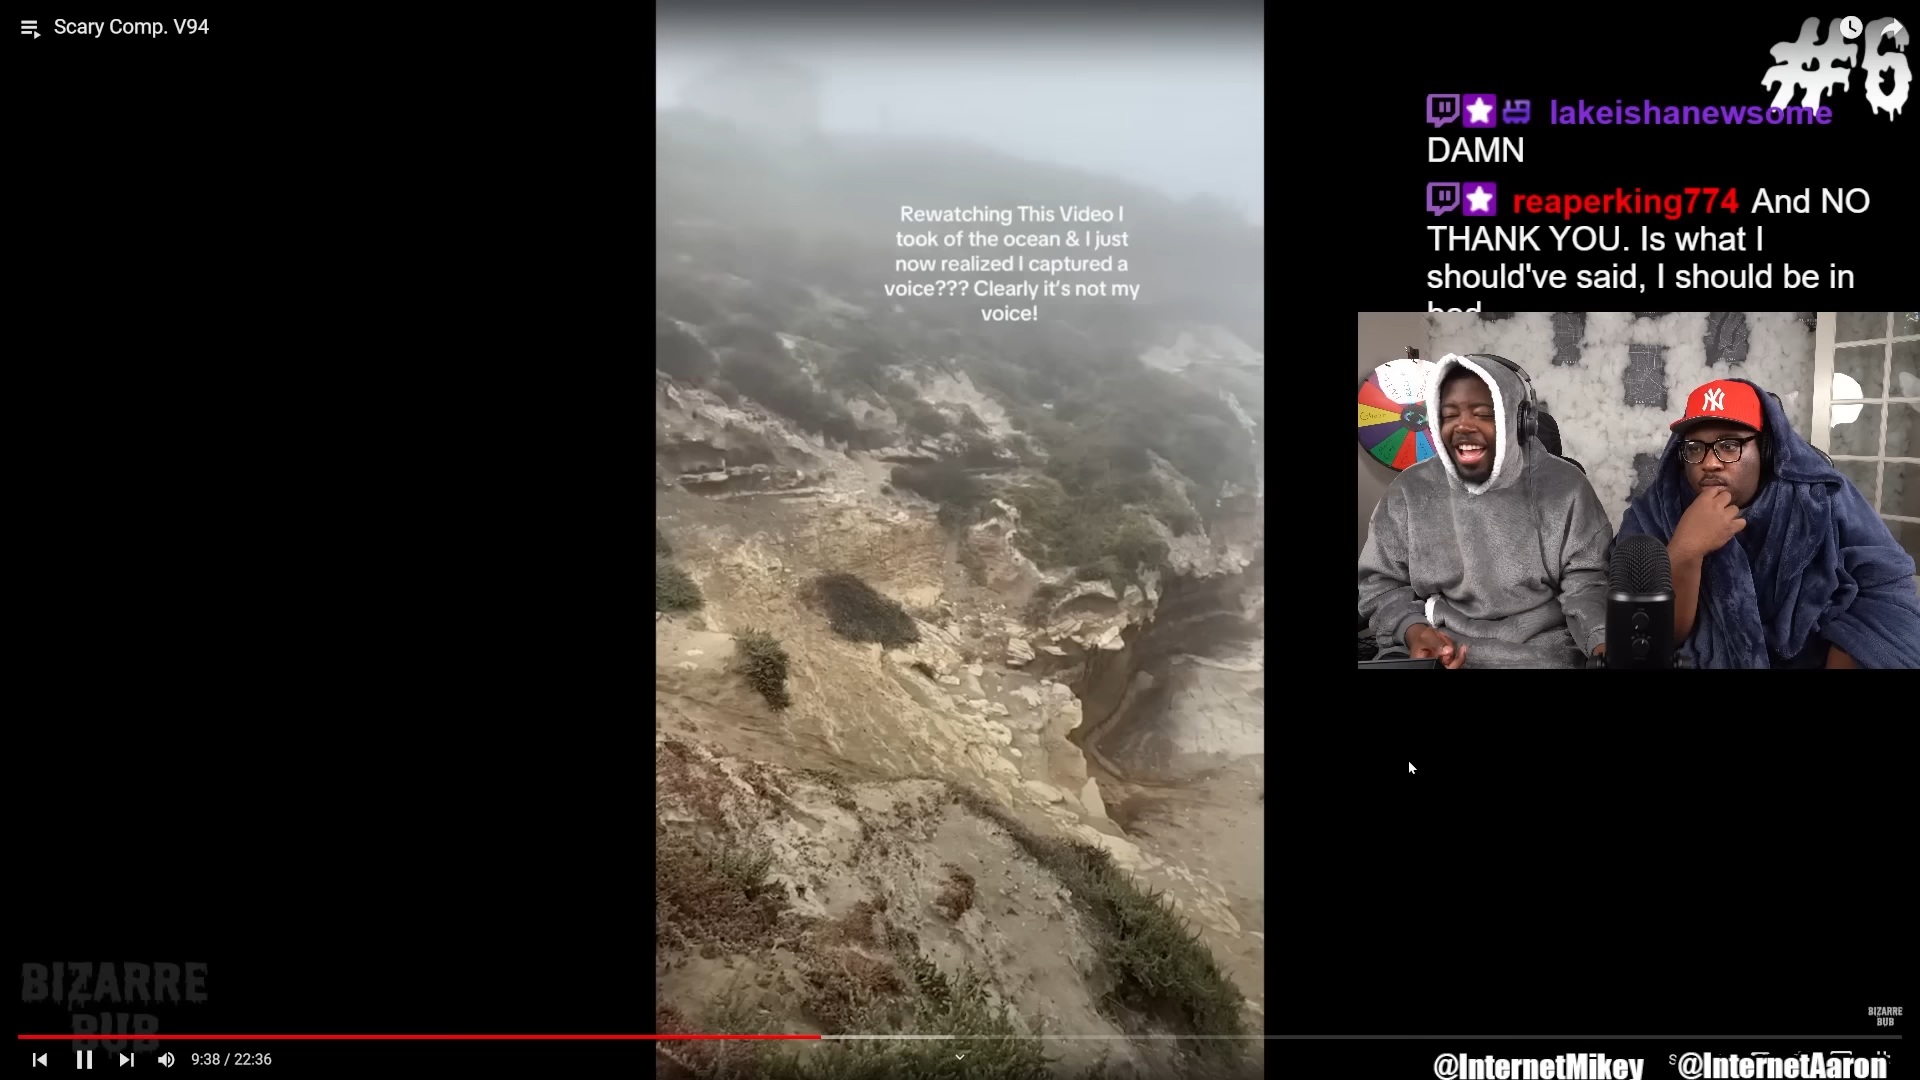 Scary Comp. V94
#6
lakeishanewsome
DAMN
reaperking774 And NO
THANK YOU. Is what I
should've said, I should be in
Rewatching This Video I
took of the ocean & I just
now realized I captured a
voice??? Clearly it's not my
voice!
NY
BIZARRE
BUB
BIZARRE
BUB
9:38 / 22:36
@InternetMikey
@InternetAaron